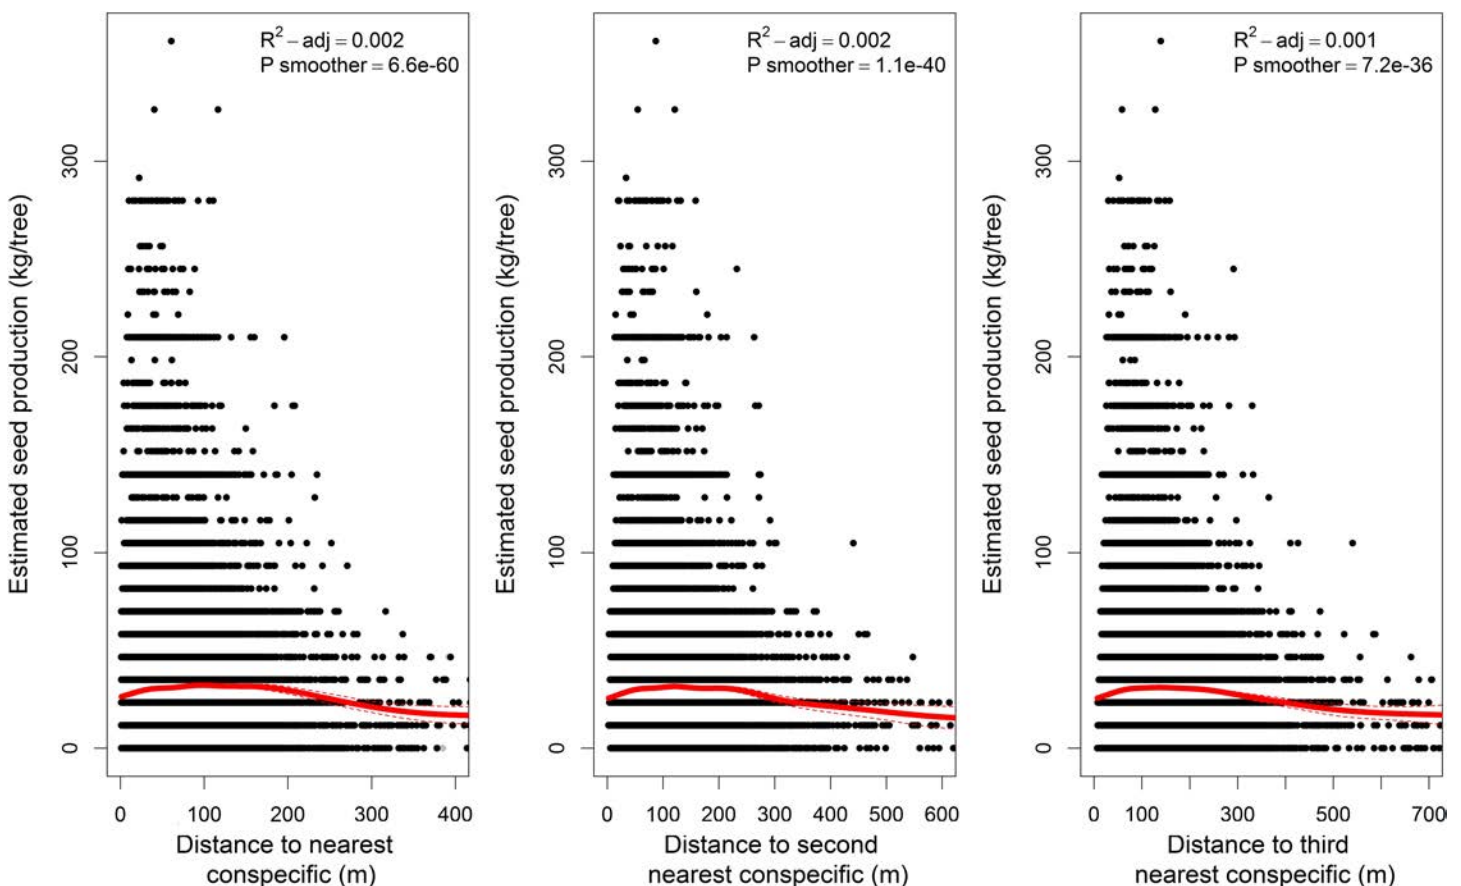 R² – adj = 0.002
P smoother = 6.6e-60
300
200
100
0
Estimated seed production (kg/tree)
0 100 200 300 400
Distance to nearest
conspecific (m)
R² – adj = 0.002
P smoother = 1.1e-40
300
200
100
0
Estimated seed production (kg/tree)
0 100 200 300 400 500 600
Distance to second
nearest conspecific (m)
R² – adj = 0.001
P smoother = 7.2e-36
300
200
100
0
Estimated seed production (kg/tree)
0 100 300 500 700
Distance to third
nearest conspecific (m)